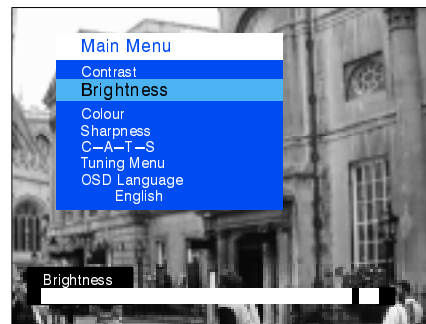 Main Menu
Contrast
Brightness
Colour
Sharpness
C–A–T–S
Tuning Menu
OSD Language
English
Brightness